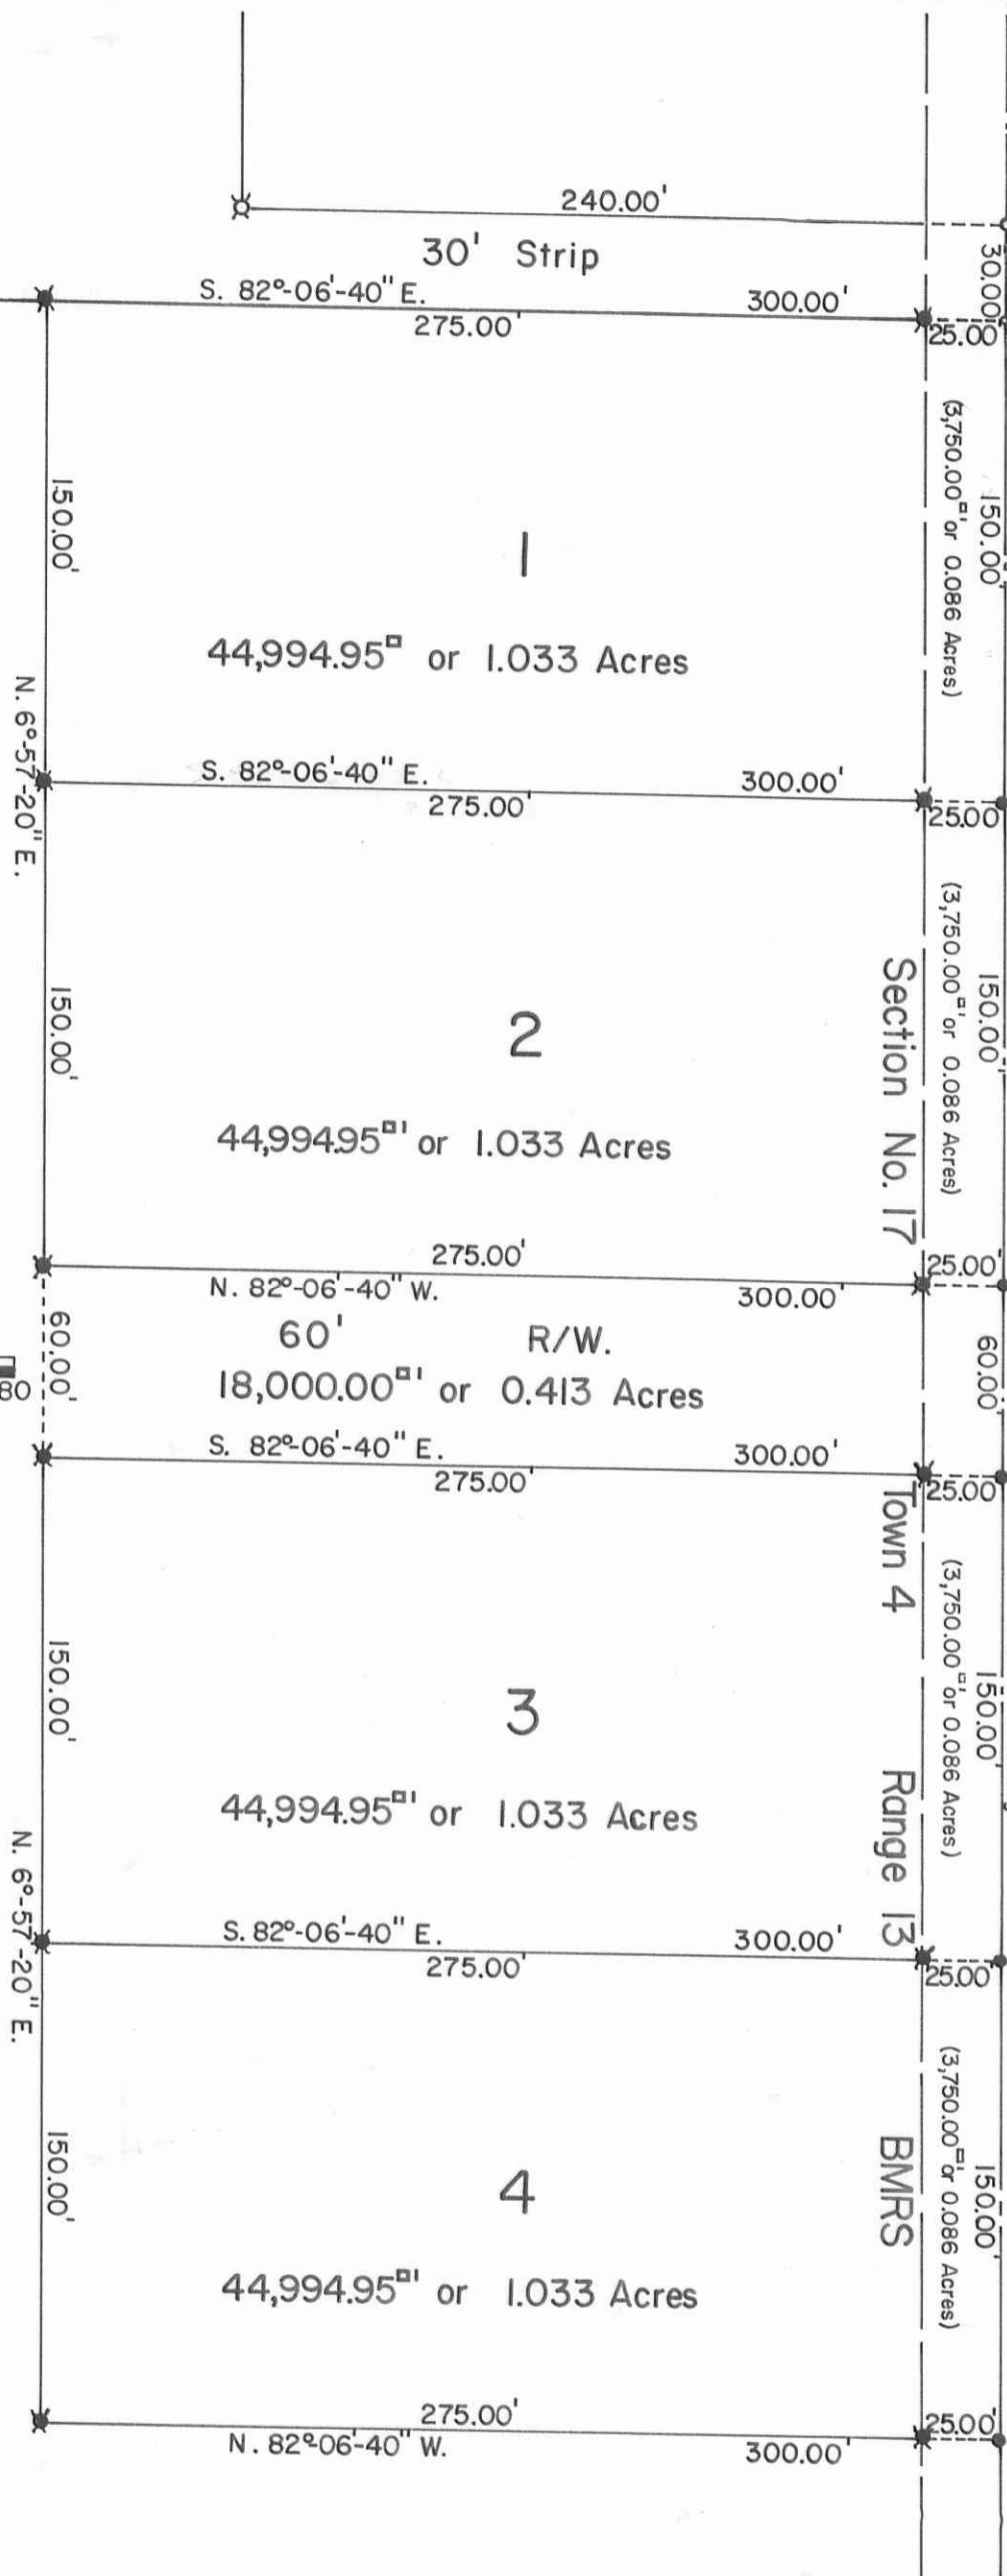 240.00'
30.00'
30' Strip
S. 82°-06'-40" E.
300.00'
275.00'
25.00'
150.00'
(3,750.00□' or 0.086 Acres)
150.00'
1
44,994.95□ or 1.033 Acres
N. 6°-57'-20" E.
S. 82°-06'-40" E.
300.00'
275.00'
25.00
150.00'
(3,750.00□' or 0.086 Acres)
150.00'
2
44,994.95□' or 1.033 Acres
Section No. 17
275.00'
25.00'
N. 82°-06'-40" W.
300.00'
60.00'
60' R/W.
60.00'
18,000.00□' or 0.413 Acres
80
S. 82°-06'-40" E.
300.00'
275.00'
25.00
Town 4
150.00'
(3,750.00□' or 0.086 Acres)
150.00'
3
44,994.95□' or 1.033 Acres
Range 13
N. 6°-57'-20" E.
S. 82°-06'-40" E.
300.00'
275.00'
25.00'
150.00'
(3,750.00□' or 0.086 Acres)
150.00'
BMRS
4
44,994.95□' or 1.033 Acres
275.00'
25.00'
N. 82°-06'-40" W.
300.00'